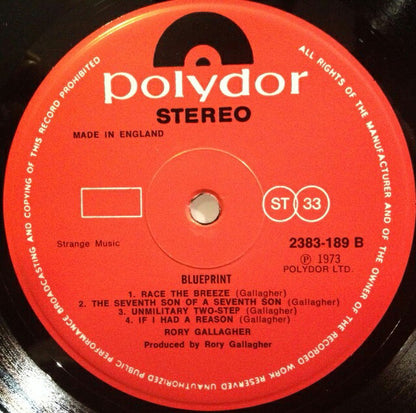 polydor
STEREO
MADE IN ENGLAND
ST 33
Strange Music
2383-189 B
Ⓟ 1973
POLYDOR LTD.
BLUEPRINT
1. RACE THE BREEZE (Gallagher)
2. THE SEVENTH SON OF A SEVENTH SON (Gallagher)
3. UNMILITARY TWO-STEP (Gallagher)
4. IF I HAD A REASON (Gallagher)
RORY GALLAGHER
Produced by Rory Gallagher
ALL RIGHTS OF THE MANUFACTURER AND OF THE OWNER OF THE RECORDED WORK RESERVED UNAUTHORIZED PUBLIC PERFORMANCE BROADCASTING AND COPYING OF THIS RECORD PROHIBITED